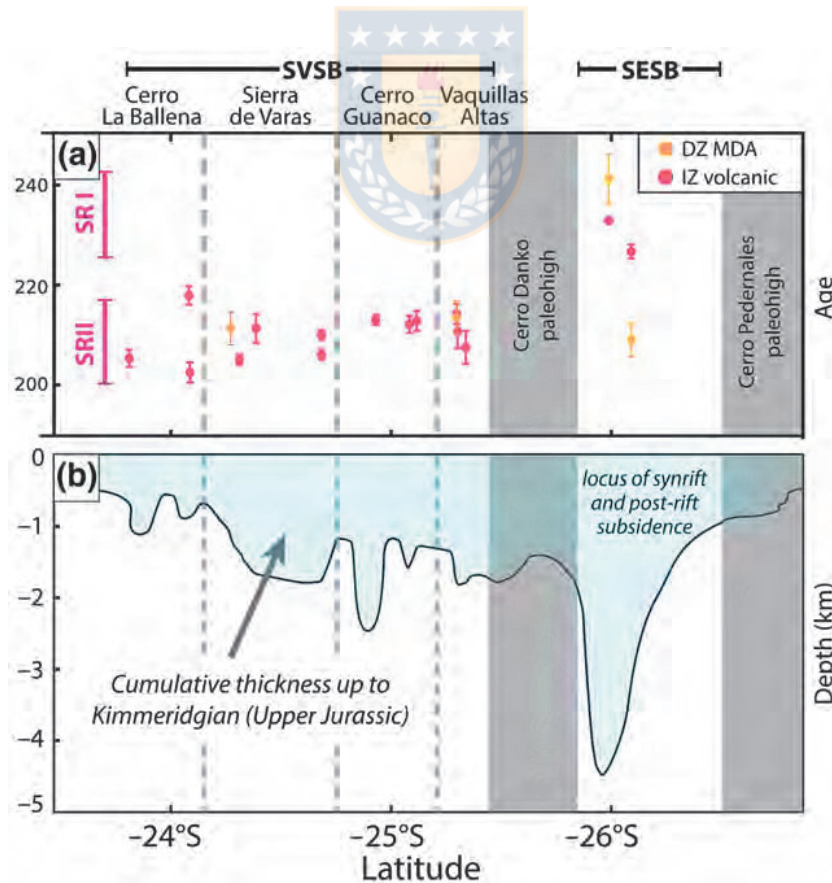 SVSB
SESB
Cerro La Ballena
Sierra de Varas
Cerro Guanaco
Vaquillas Altas
(a)
DZ MDA
IZ volcanic
240
220
200
SR I
SRII
Cerro Danko paleohigh
Cerro Pedernales paleohigh
Age
(b)
0
−1
−2
−3
−4
−5
locus of synrift
and post-rift
subsidence
Cumulative thickness up to
Kimmeridgian (Upper Jurassic)
Depth (km)
−24°S
−25°S
−26°S
Latitude